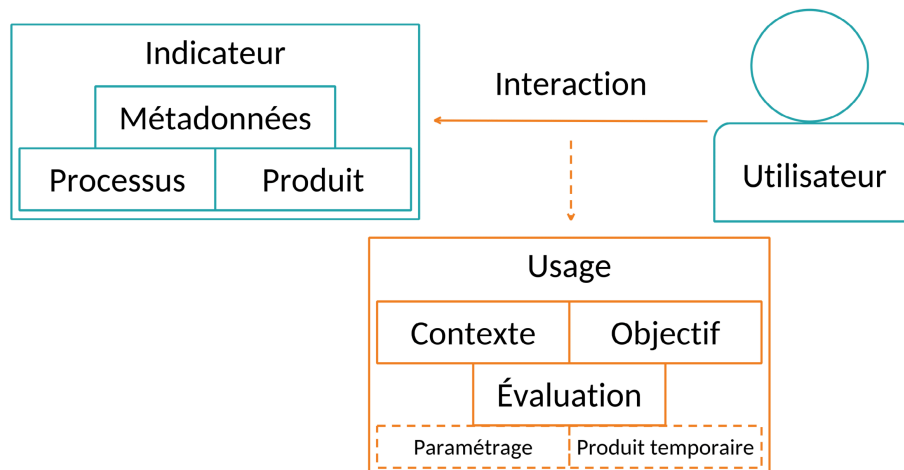 Indicateur
Interaction
Métadonnées
Processus
Produit
Utilisateur
Usage
Contexte
Objectif
Évaluation
Paramétrage
Produit temporaire